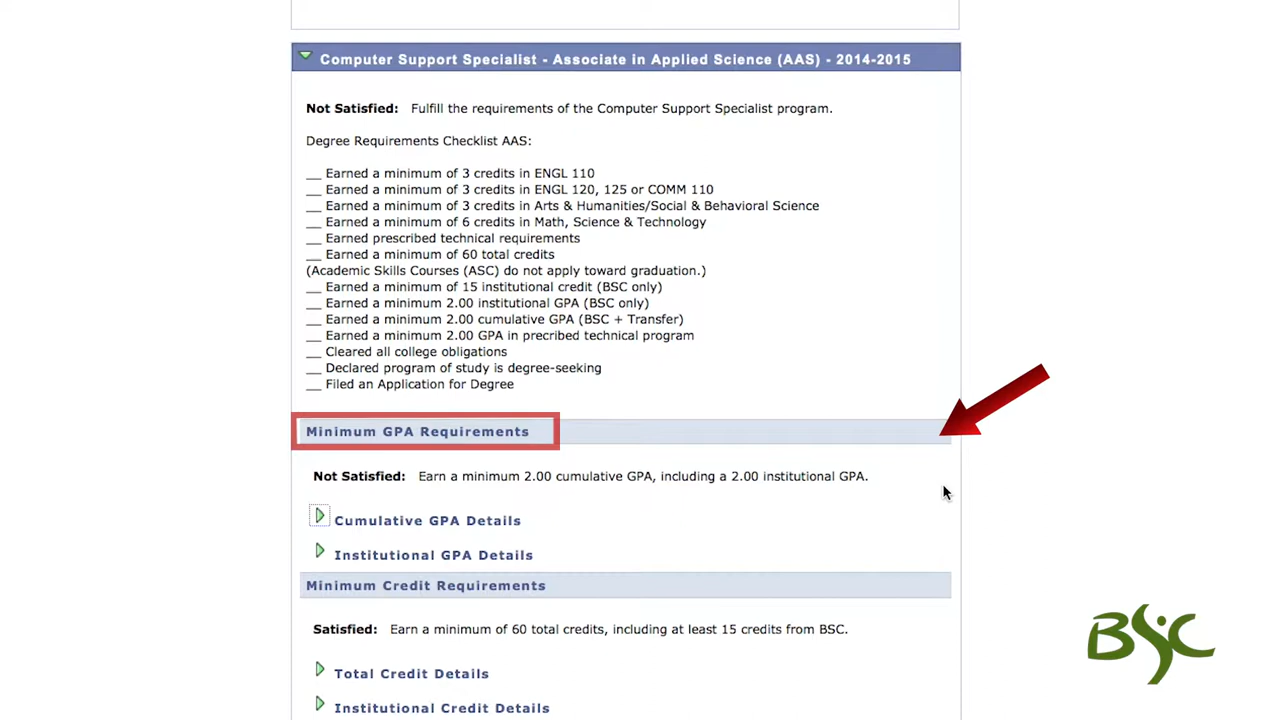 Computer Support Specialist - Associate in Applied Science (AAS) - 2014-2015
Not Satisfied: Fulfill the requirements of the Computer Support Specialist program.
Degree Requirements Checklist AAS:
__ Earned a minimum of 3 credits in ENGL 110
__ Earned a minimum of 3 credits in ENGL 120, 125 or COMM 110
__ Earned a minimum of 3 credits in Arts & Humanities/Social & Behavioral Science
__ Earned a minimum of 6 credits in Math, Science & Technology
__ Earned prescribed technical requirements
__ Earned a minimum of 60 total credits
(Academic Skills Courses (ASC) do not apply toward graduation.)
__ Earned a minimum of 15 institutional credit (BSC only)
__ Earned a minimum 2.00 institutional GPA (BSC only)
__ Earned a minimum 2.00 cumulative GPA (BSC + Transfer)
__ Earned a minimum 2.00 GPA in precribed technical program
__ Cleared all college obligations
__ Declared program of study is degree-seeking
__ Filed an Application for Degree
Minimum GPA Requirements
Not Satisfied: Earn a minimum 2.00 cumulative GPA, including a 2.00 institutional GPA.
Cumulative GPA Details
Institutional GPA Details
Minimum Credit Requirements
Satisfied: Earn a minimum of 60 total credits, including at least 15 credits from BSC.
Total Credit Details
Institutional Credit Details
BSC